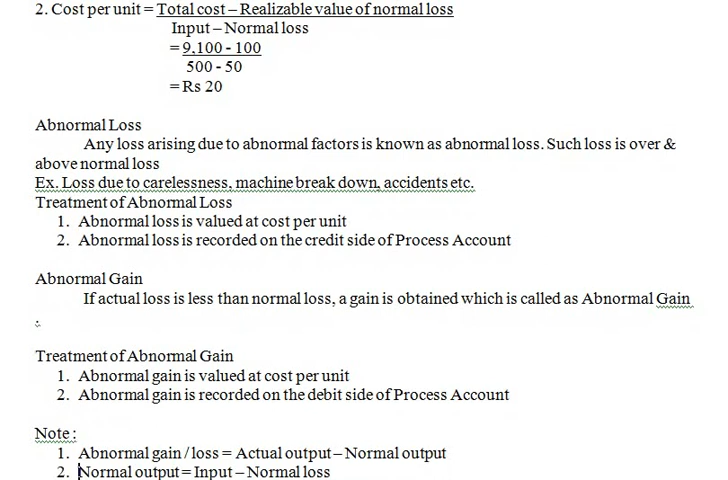 2. Cost per unit = Total cost – Realizable value of normal loss
Input – Normal loss
= 9,100 - 100
500 - 50
= Rs 20
Abnormal Loss
Any loss arising due to abnormal factors is known as abnormal loss. Such loss is over &
above normal loss
Ex. Loss due to carelessness, machine break down, accidents etc.
Treatment of Abnormal Loss
1. Abnormal loss is valued at cost per unit
2. Abnormal loss is recorded on the credit side of Process Account
Abnormal Gain
If actual loss is less than normal loss, a gain is obtained which is called as Abnormal Gain
.
Treatment of Abnormal Gain
1. Abnormal gain is valued at cost per unit
2. Abnormal gain is recorded on the debit side of Process Account
Note :
1. Abnormal gain / loss = Actual output – Normal output
2. Normal output = Input – Normal loss